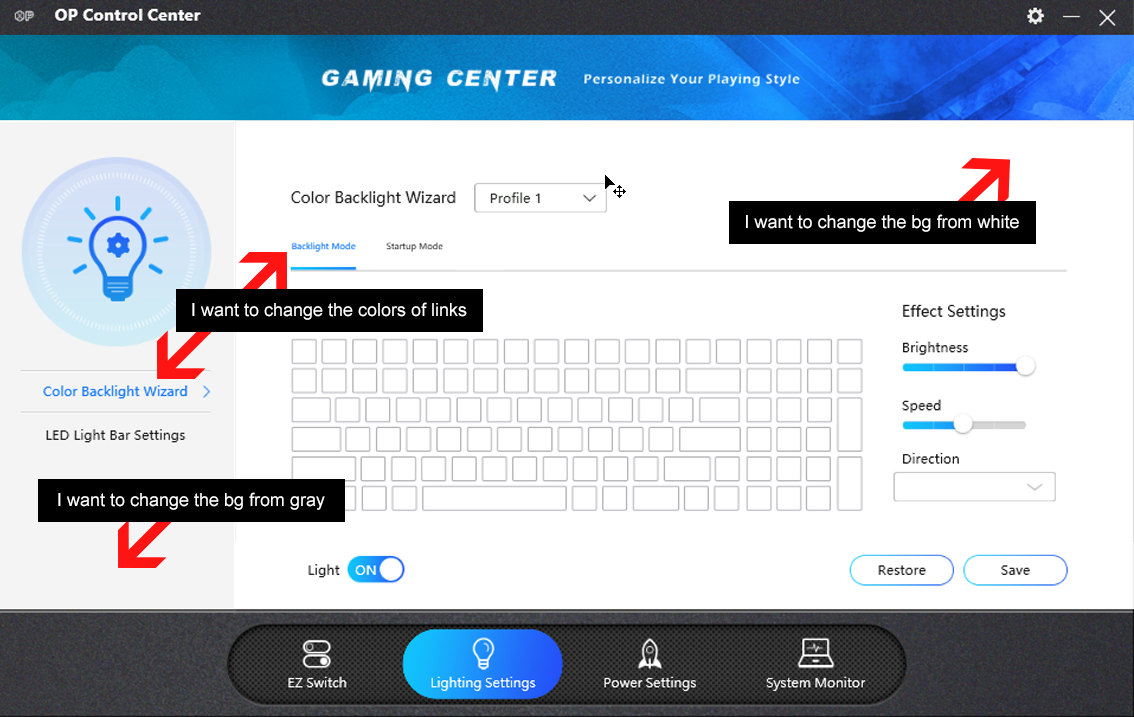 OP OP Control Center
GAMING CENTER Personalize Your Playing Style
Color Backlight Wizard Profile 1
I want to change the bg from white
Backlight Mode Startup Mode
I want to change the colors of links
Effect Settings
Brightness
Color Backlight Wizard
Speed
LED Light Bar Settings
Direction
I want to change the bg from gray
Light ON Restore Save
EZ Switch Lighting Settings Power Settings System Monitor